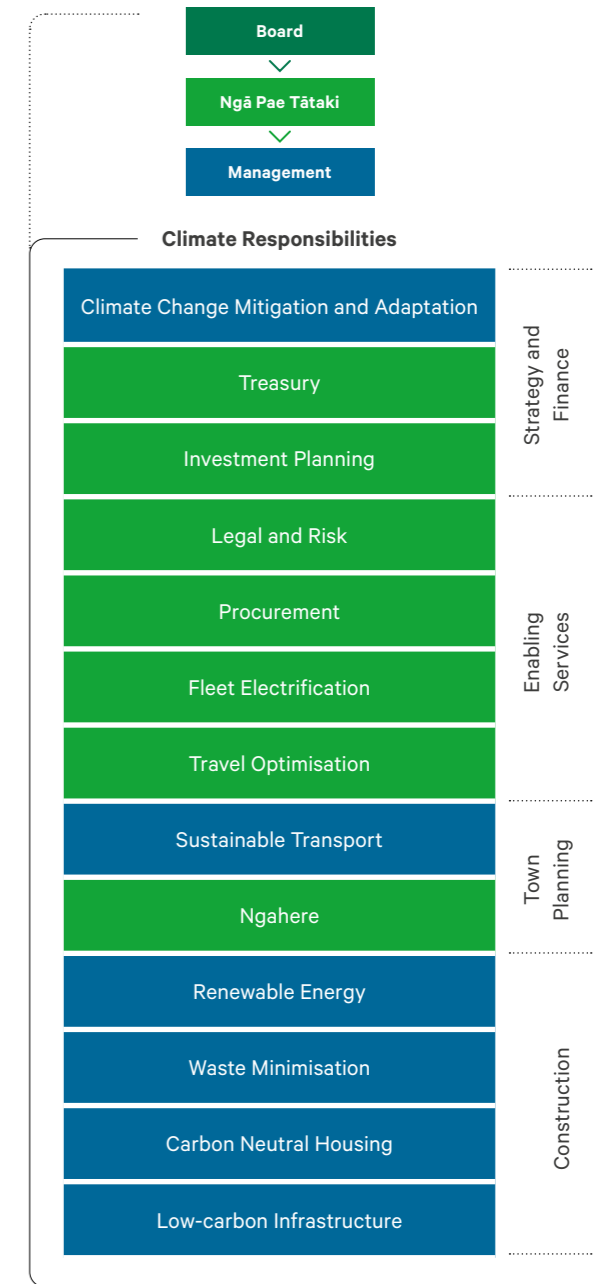 Board
Ngā Pae Tātaki
Management
Climate Responsibilities
Climate Change Mitigation and Adaptation
Treasury
Investment Planning
Strategy and
Finance
Legal and Risk
Procurement
Fleet Electrification
Travel Optimisation
Enabling
Services
Sustainable Transport
Ngahere
Town
Planning
Renewable Energy
Waste Minimisation
Carbon Neutral Housing
Low-carbon Infrastructure
Construction